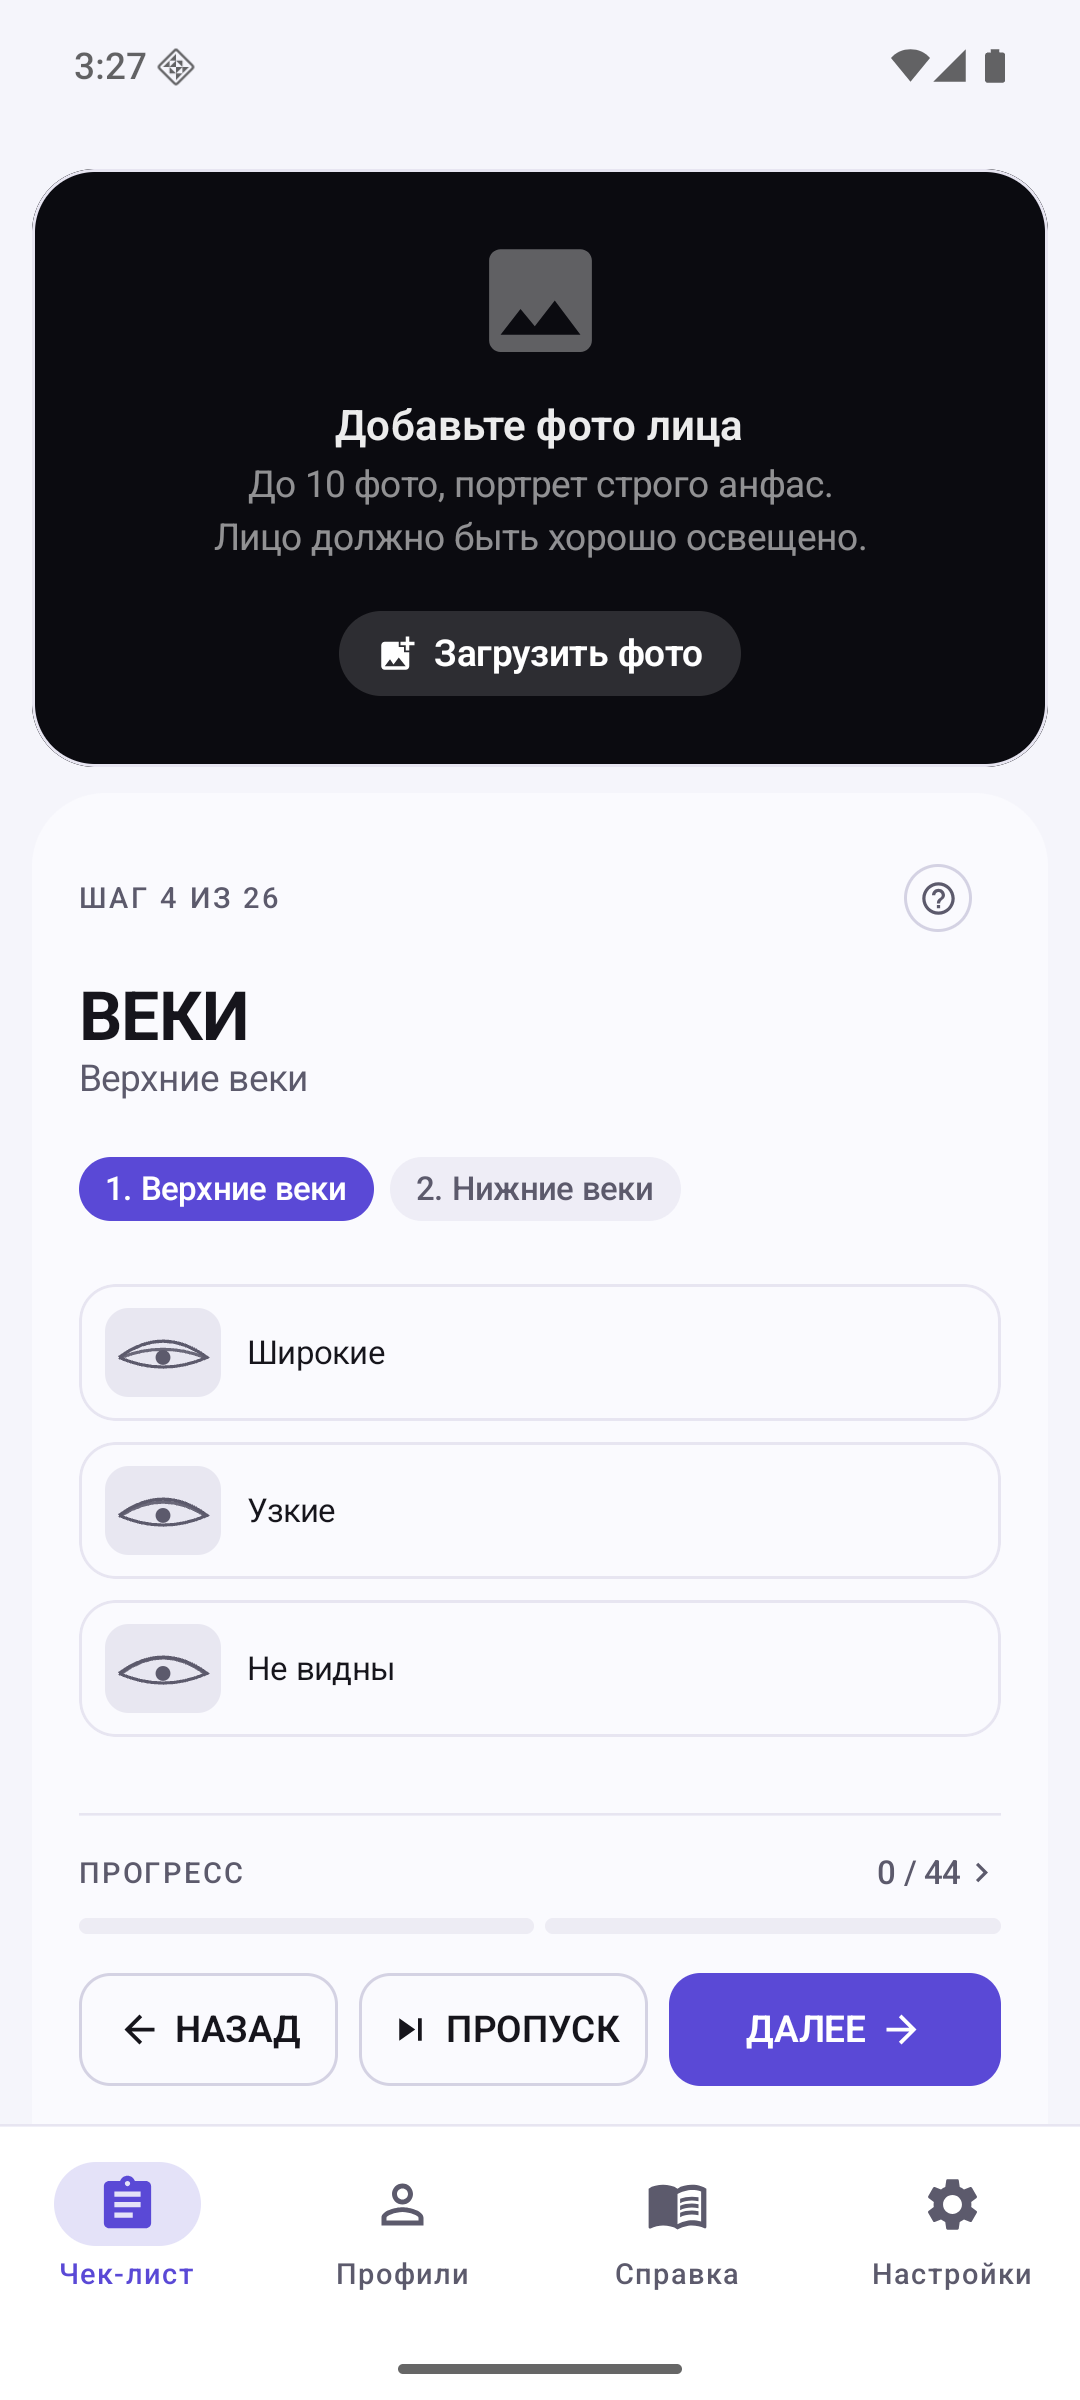 3:27
Добавьте фото лица
До 10 фото, портрет строго анфас.
Лицо должно быть хорошо освещено.
Загрузить фото
ШАГ 4 ИЗ 26
ВЕКИ
Верхние веки
1. Верхние веки
2. Нижние веки
Широкие
Узкие
Не видны
ПРОГРЕСС
0 / 44
НАЗАД
ПРОПУСК
ДАЛЕЕ
Чек-лист
Профили
Справка
Настройки